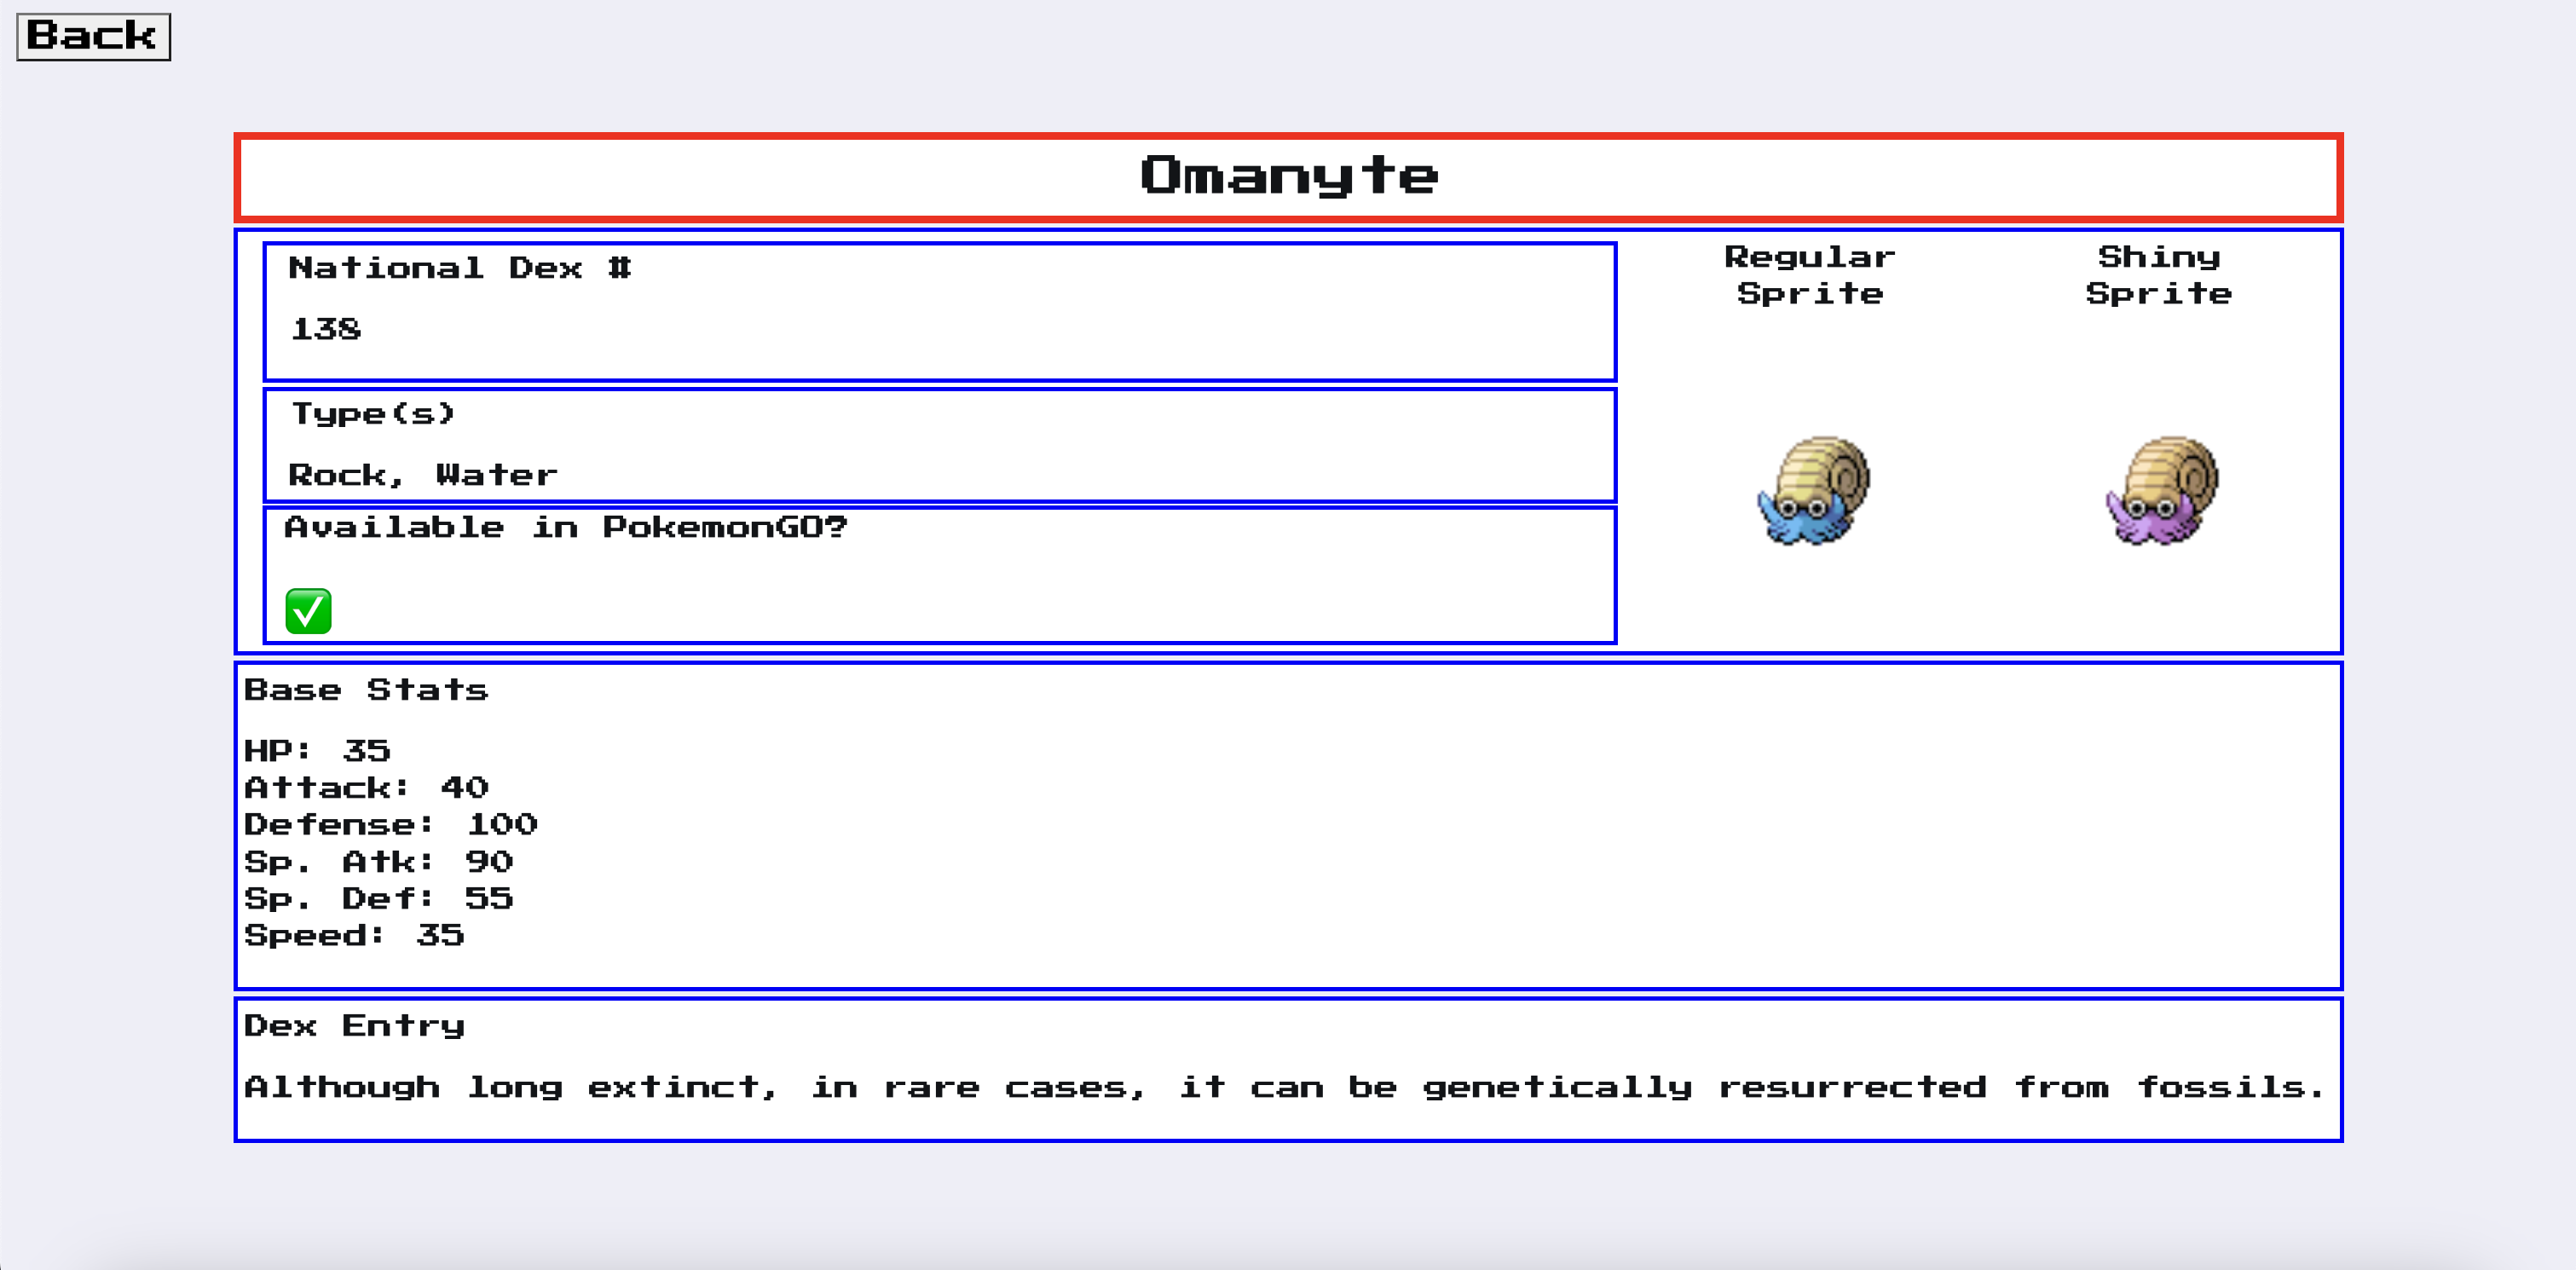 Back
Omanyte
National Dex #
138
Type(s)
Rock, Water
Available in PokemonGO?
Regular
Sprite
Shiny
Sprite
Base Stats
HP: 35
Attack: 40
Defense: 100
Sp. Atk: 90
Sp. Def: 55
Speed: 35
Dex Entry
Although long extinct, in rare cases, it can be genetically resurrected from fossils.